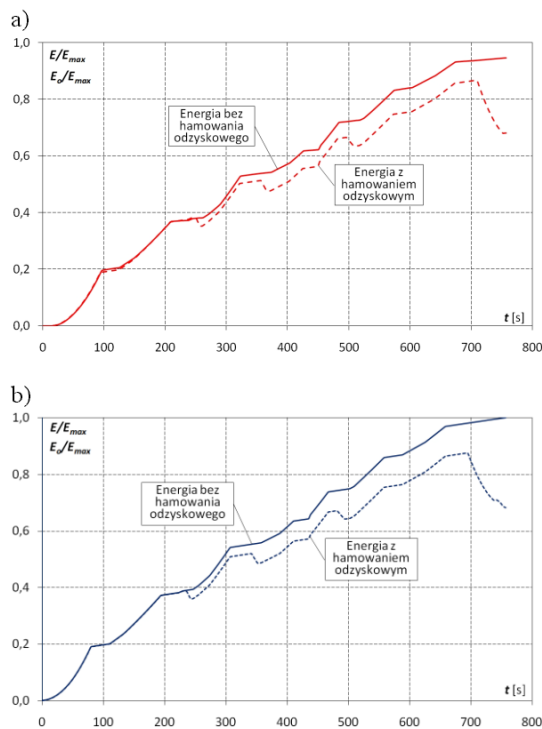 a)
E/Emax
Eo/Emax
1,0
0,8
0,6
0,4
0,2
0,0
Energia bez
hamowania
odzyskowego
Energia z
hamowaniem
odzyskowym
t [s]
0 100 200 300 400 500 600 700 800
b)
E/Emax
Eo/Emax
1,0
0,8
0,6
0,4
0,2
0,0
Energia bez
hamowania
odzyskowego
Energia z
hamowaniem
odzyskowym
t [s]
0 100 200 300 400 500 600 700 800